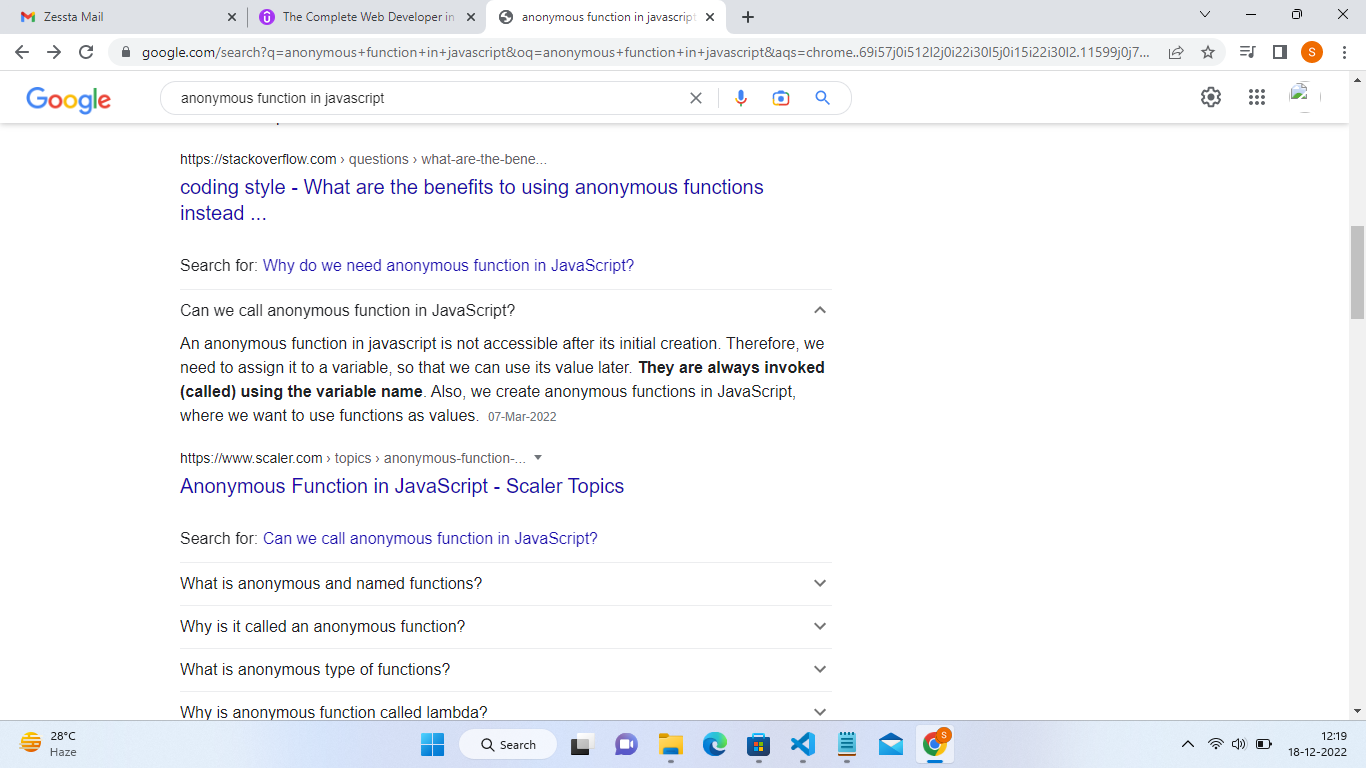 Zessta Mail
The Complete Web Developer in
anonymous function in javascript
google.com/search?q=anonymous+function+in+javascript&oq=anonymous+function+in+javascript&aqs=chrome..69i57j0i512l2j0i22i30l5j0i15i22i30l2.11599j0j7...
S
Google
anonymous function in javascript
https://stackoverflow.com › questions › what-are-the-bene...
coding style - What are the benefits to using anonymous functions
instead ...
Search for: Why do we need anonymous function in JavaScript?
Can we call anonymous function in JavaScript?
An anonymous function in javascript is not accessible after its initial creation. Therefore, we
need to assign it to a variable, so that we can use its value later. They are always invoked
(called) using the variable name. Also, we create anonymous functions in JavaScript,
where we want to use functions as values. 07-Mar-2022
https://www.scaler.com › topics › anonymous-function-...
Anonymous Function in JavaScript - Scaler Topics
Search for: Can we call anonymous function in JavaScript?
What is anonymous and named functions?
Why is it called an anonymous function?
What is anonymous type of functions?
Why is anonymous function called lambda?
28°C
Haze
Search
S
12:19
18-12-2022